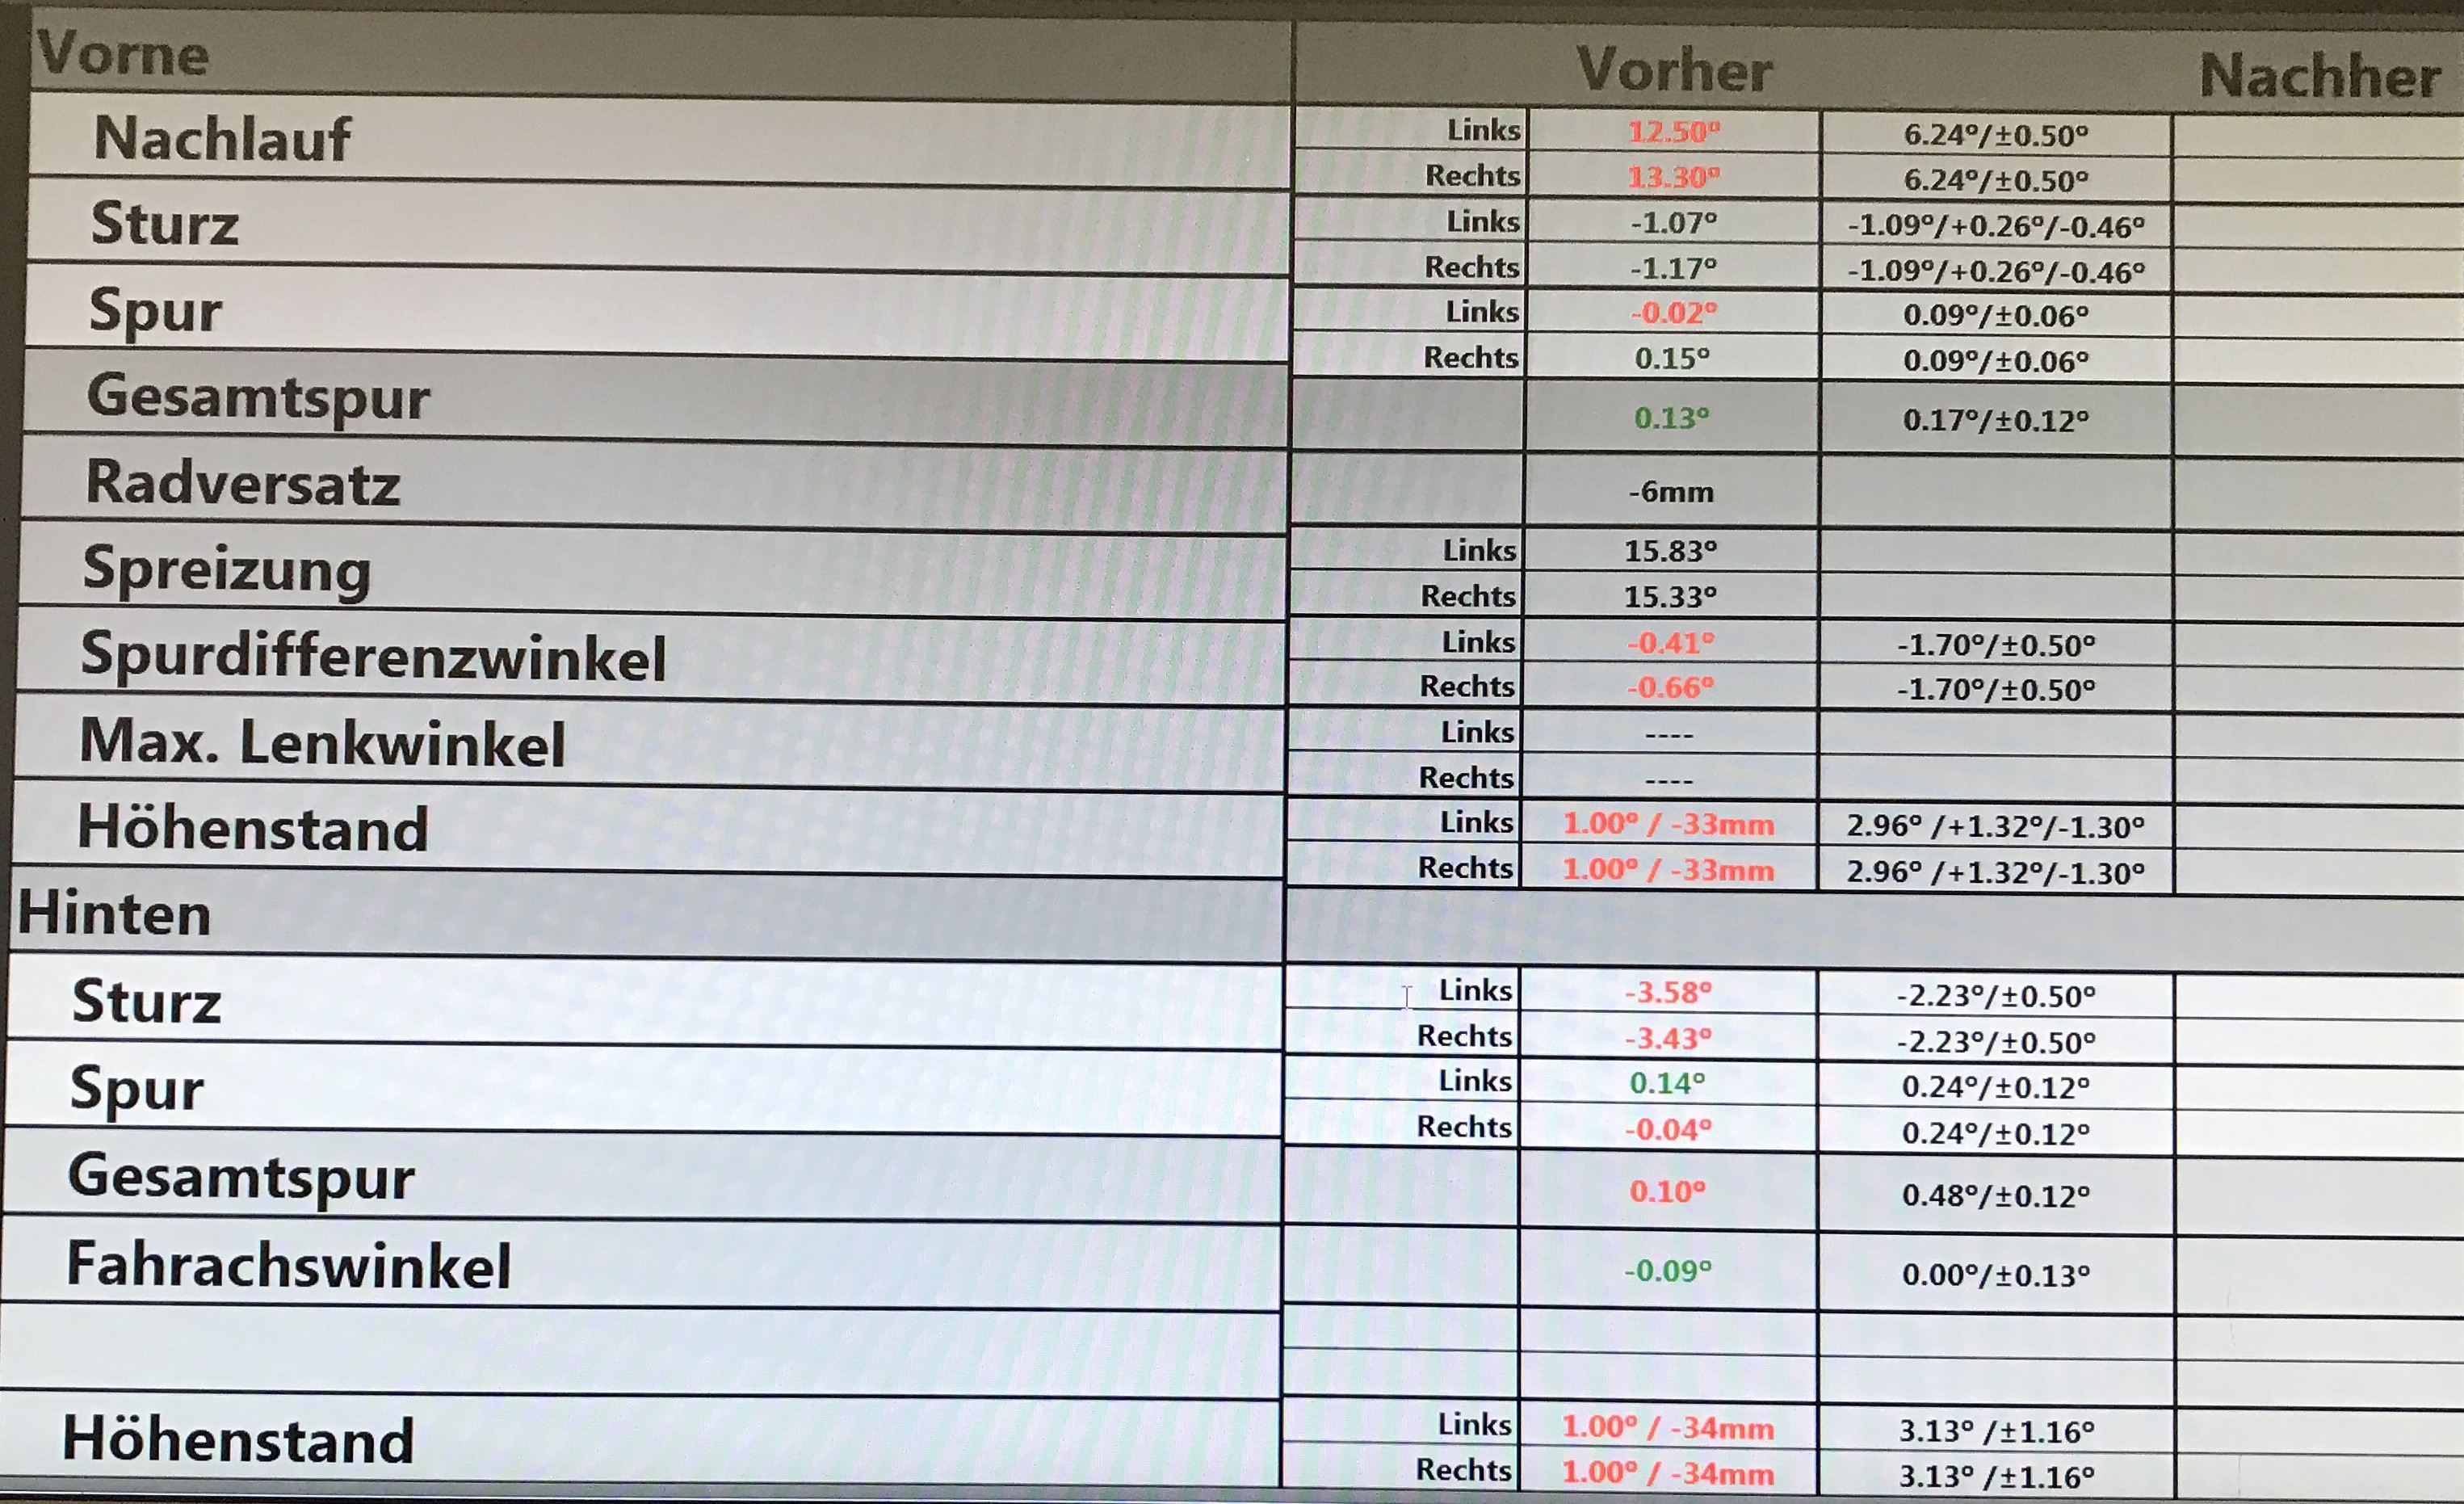 Vorne Vorher Nachher
Nachlauf
Links 12.50° 6.24°/±0.50°
Rechts 13.30° 6.24°/±0.50°
Sturz
Links -1.07° -1.09°/+0.26°/-0.46°
Rechts -1.17° -1.09°/+0.26°/-0.46°
Spur
Links -0.02° 0.09°/±0.06°
Rechts 0.15° 0.09°/±0.06°
Gesamtspur 0.13° 0.17°/±0.12°
Radversatz -6mm
Spreizung
Links 15.83°
Rechts 15.33°
Spurdifferenzwinkel
Links -0.41° -1.70°/±0.50°
Rechts -0.66° -1.70°/±0.50°
Max. Lenkwinkel
Links ----
Rechts ----
Höhenstand
Links 1.00° / -33mm 2.96° /+1.32°/-1.30°
Rechts 1.00° / -33mm 2.96° /+1.32°/-1.30°
Hinten
Sturz
Links -3.58° -2.23°/±0.50°
Rechts -3.43° -2.23°/±0.50°
Spur
Links 0.14° 0.24°/±0.12°
Rechts -0.04° 0.24°/±0.12°
Gesamtspur 0.10° 0.48°/±0.12°
Fahrachswinkel -0.09° 0.00°/±0.13°
Höhenstand
Links 1.00° / -34mm 3.13° /±1.16°
Rechts 1.00° / -34mm 3.13° /±1.16°